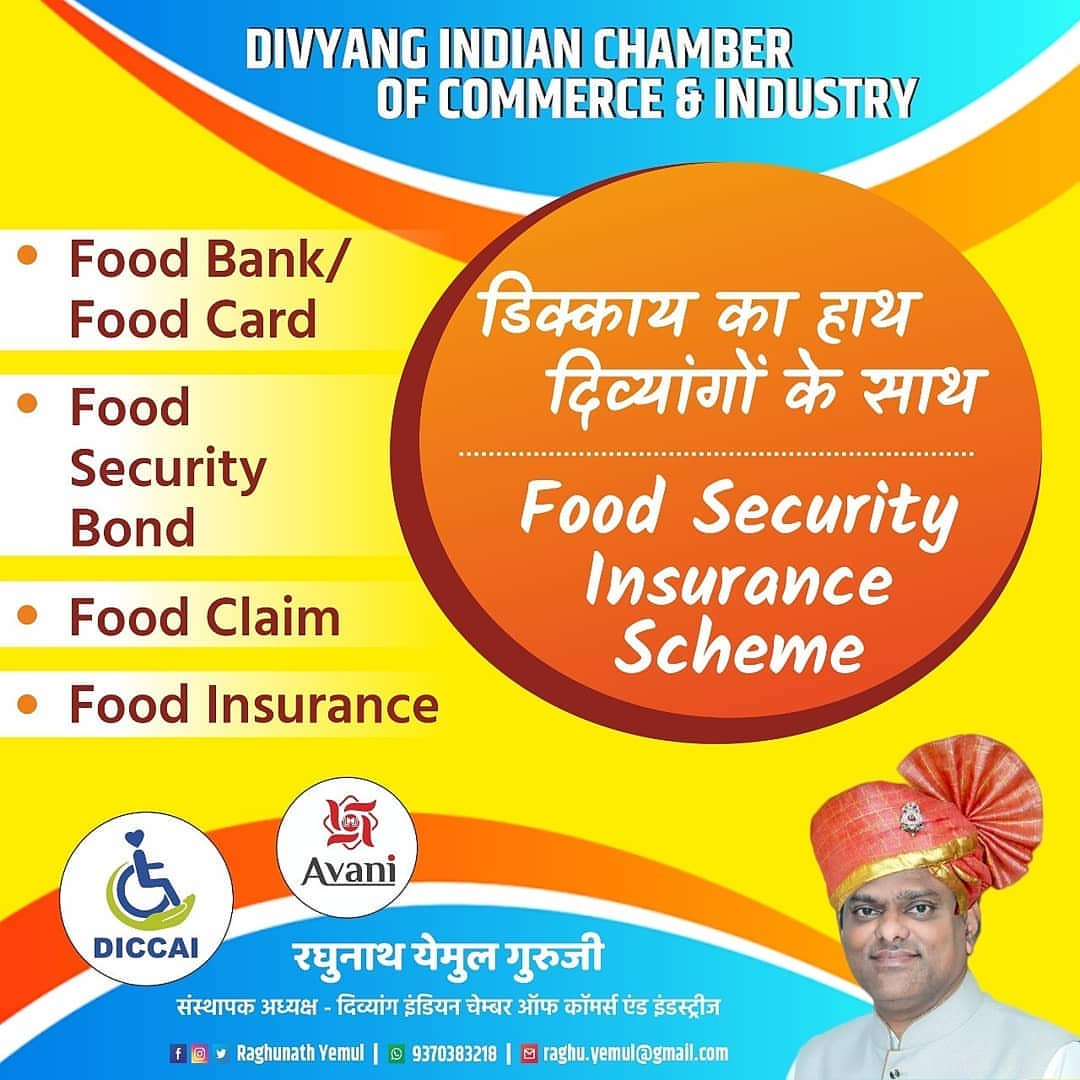 DIVYANG INDIAN CHAMBER
OF COMMERCE & INDUSTRY
• Food Bank/
Food Card
• Food
Security
Bond
• Food Claim
• Food Insurance
डिक्काय का हाथ
दिव्यांगों के साथ
Food Security
Insurance
Scheme
DICCAI
Avani
रघुनाथ येमुल गुरुजी
संस्थापक अध्यक्ष - दिव्यांग इंडियन चेम्बर ऑफ कॉमर्स एंड इंडस्ट्रीज
Raghunath Yemul | 9370383218 | raghu.yemul@gmail.com